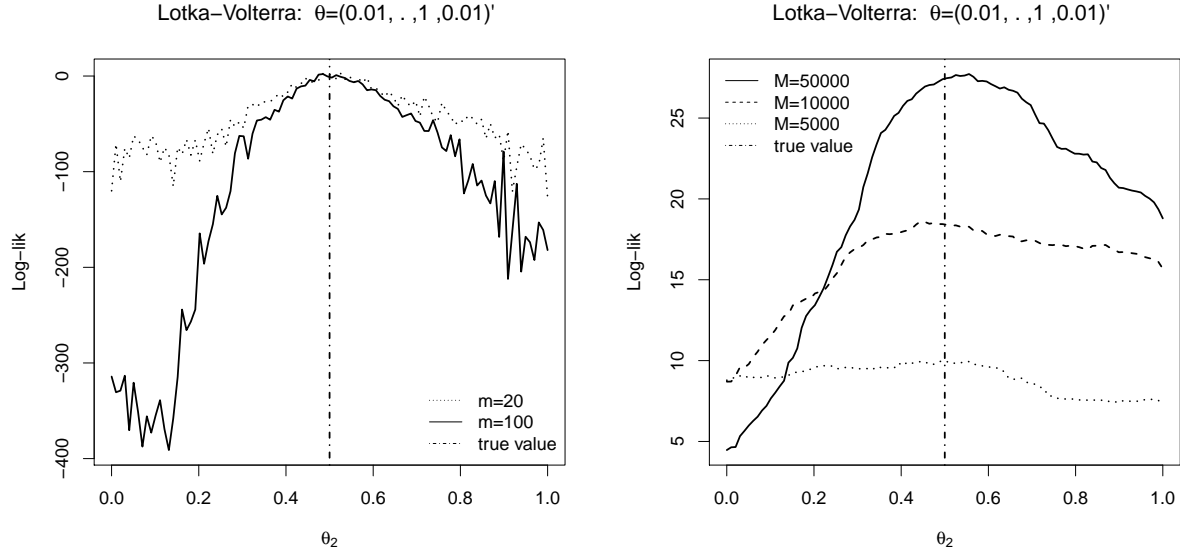 Lotka−Volterra: θ=(0.01, . ,1 ,0.01)'
Log−lik
0
−100
−200
−300
−400
0.0 0.2 0.4 0.6 0.8 1.0
θ2
m=20
m=100
true value
Lotka−Volterra: θ=(0.01, . ,1 ,0.01)'
Log−lik
25
20
15
10
5
0.0 0.2 0.4 0.6 0.8 1.0
θ2
M=50000
M=10000
M=5000
true value